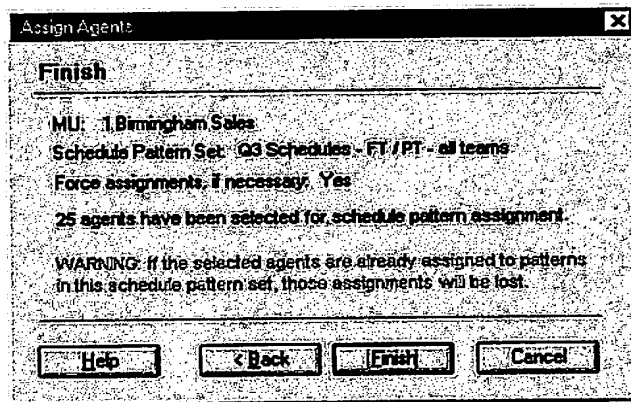 Assign Agents
Finish
MU: 1 Birmingham Sales
Schedule Pattern Set: Q3 Schedules - FT / PT - all teams
Force assignments, if necessary: Yes
25 agents have been selected for schedule pattern assignment.
WARNING: If the selected agents are already assigned to patterns
in this schedule pattern set, those assignments will be lost.
Help < Back Finish Cancel